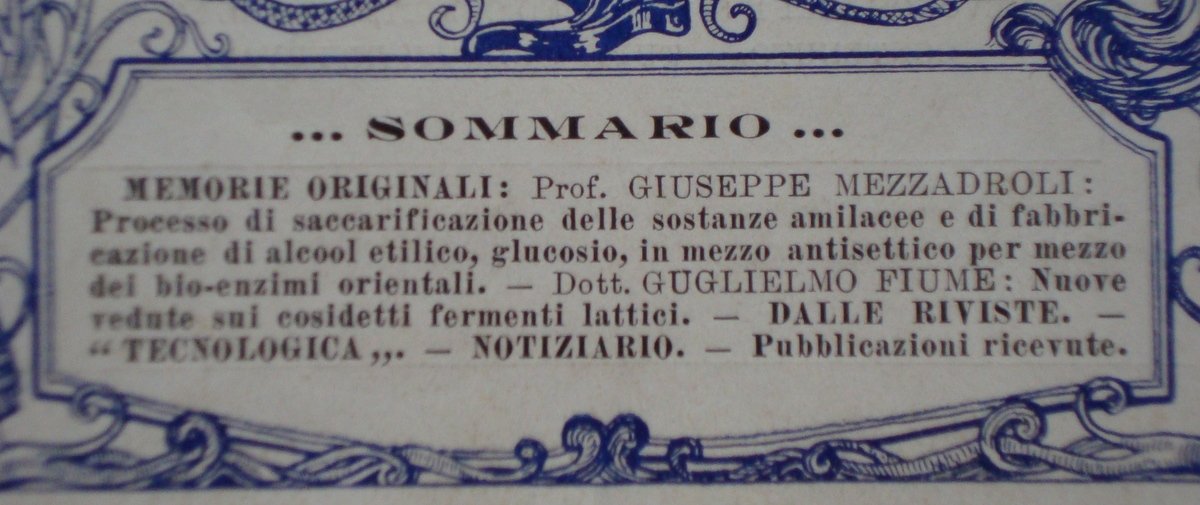 ... SOMMARIO ...
MEMORIE ORIGINALI: Prof. GIUSEPPE MEZZADROLI:
Processo di saccarificazione delle sostanze amilacee e di fabbri-
cazione di alcool etilico, glucosio, in mezzo antisettico per mezzo
dei bio-enzimi orientali. — Dott. GUGLIELMO FIUME: Nuove
vedute sui cosidetti fermenti lattici. — DALLE RIVISTE. —
“ TECNOLOGICA „. — NOTIZIARIO. — Pubblicazioni ricevute.